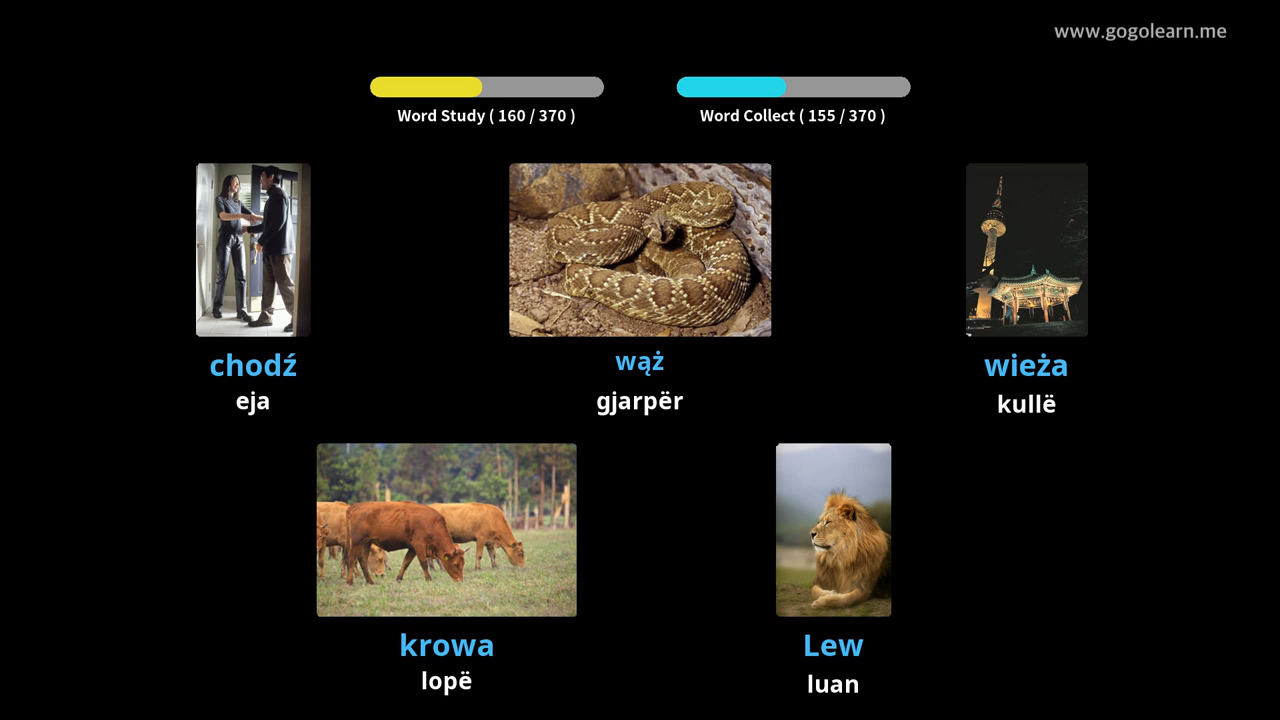 www.gogolearn.me
Word Study ( 160 / 370 )
Word Collect ( 155 / 370 )
chodź
eja
wąż
gjarpër
wieża
kullë
krowa
lopë
Lew
luan